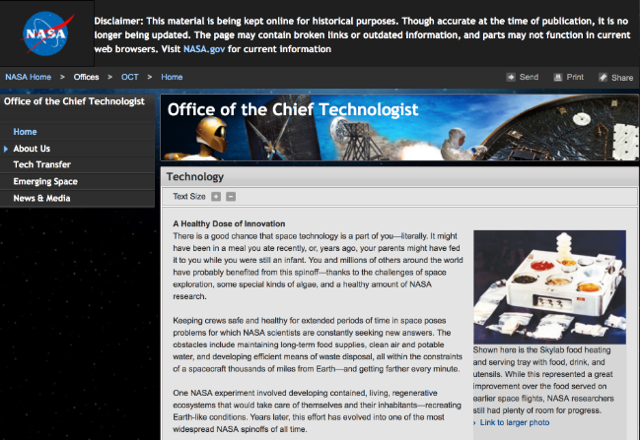 NASA
Disclaimer: This material is being kept online for historical purposes. Though accurate at the time of publication, it is no
longer being updated. The page may contain broken links or outdated information, and parts may not function in current
web browsers. Visit NASA.gov for current information
NASA Home > Offices > OCT > Home
Send Print Share
Office of the Chief Technologist
Home
About Us
Tech Transfer
Emerging Space
News & Media
Office of the Chief Technologist
Technology
Text Size + −
A Healthy Dose of Innovation
There is a good chance that space technology is a part of you—literally. It might
have been in a meal you ate recently, or, years ago, your parents might have fed
it to you while you were still an infant. You and millions of others around the world
have probably benefited from this spinoff—thanks to the challenges of space
exploration, some special kinds of algae, and a healthy amount of NASA
research.
Keeping crews safe and healthy for extended periods of time in space poses
problems for which NASA scientists are constantly seeking new answers. The
obstacles include maintaining long-term food supplies, clean air and potable
water, and developing efficient means of waste disposal, all within the constraints
of a spacecraft thousands of miles from Earth—and getting farther every minute.
One NASA experiment involved developing contained, living, regenerative
ecosystems that would take care of themselves and their inhabitants—recreating
Earth-like conditions. Years later, this effort has evolved into one of the most
widespread NASA spinoffs of all time.
Shown here is the Skylab food heating
and serving tray with food, drink, and
utensils. While this represented a great
improvement over the food served on
earlier space flights, NASA researchers
still had plenty of room for progress.
Link to larger photo